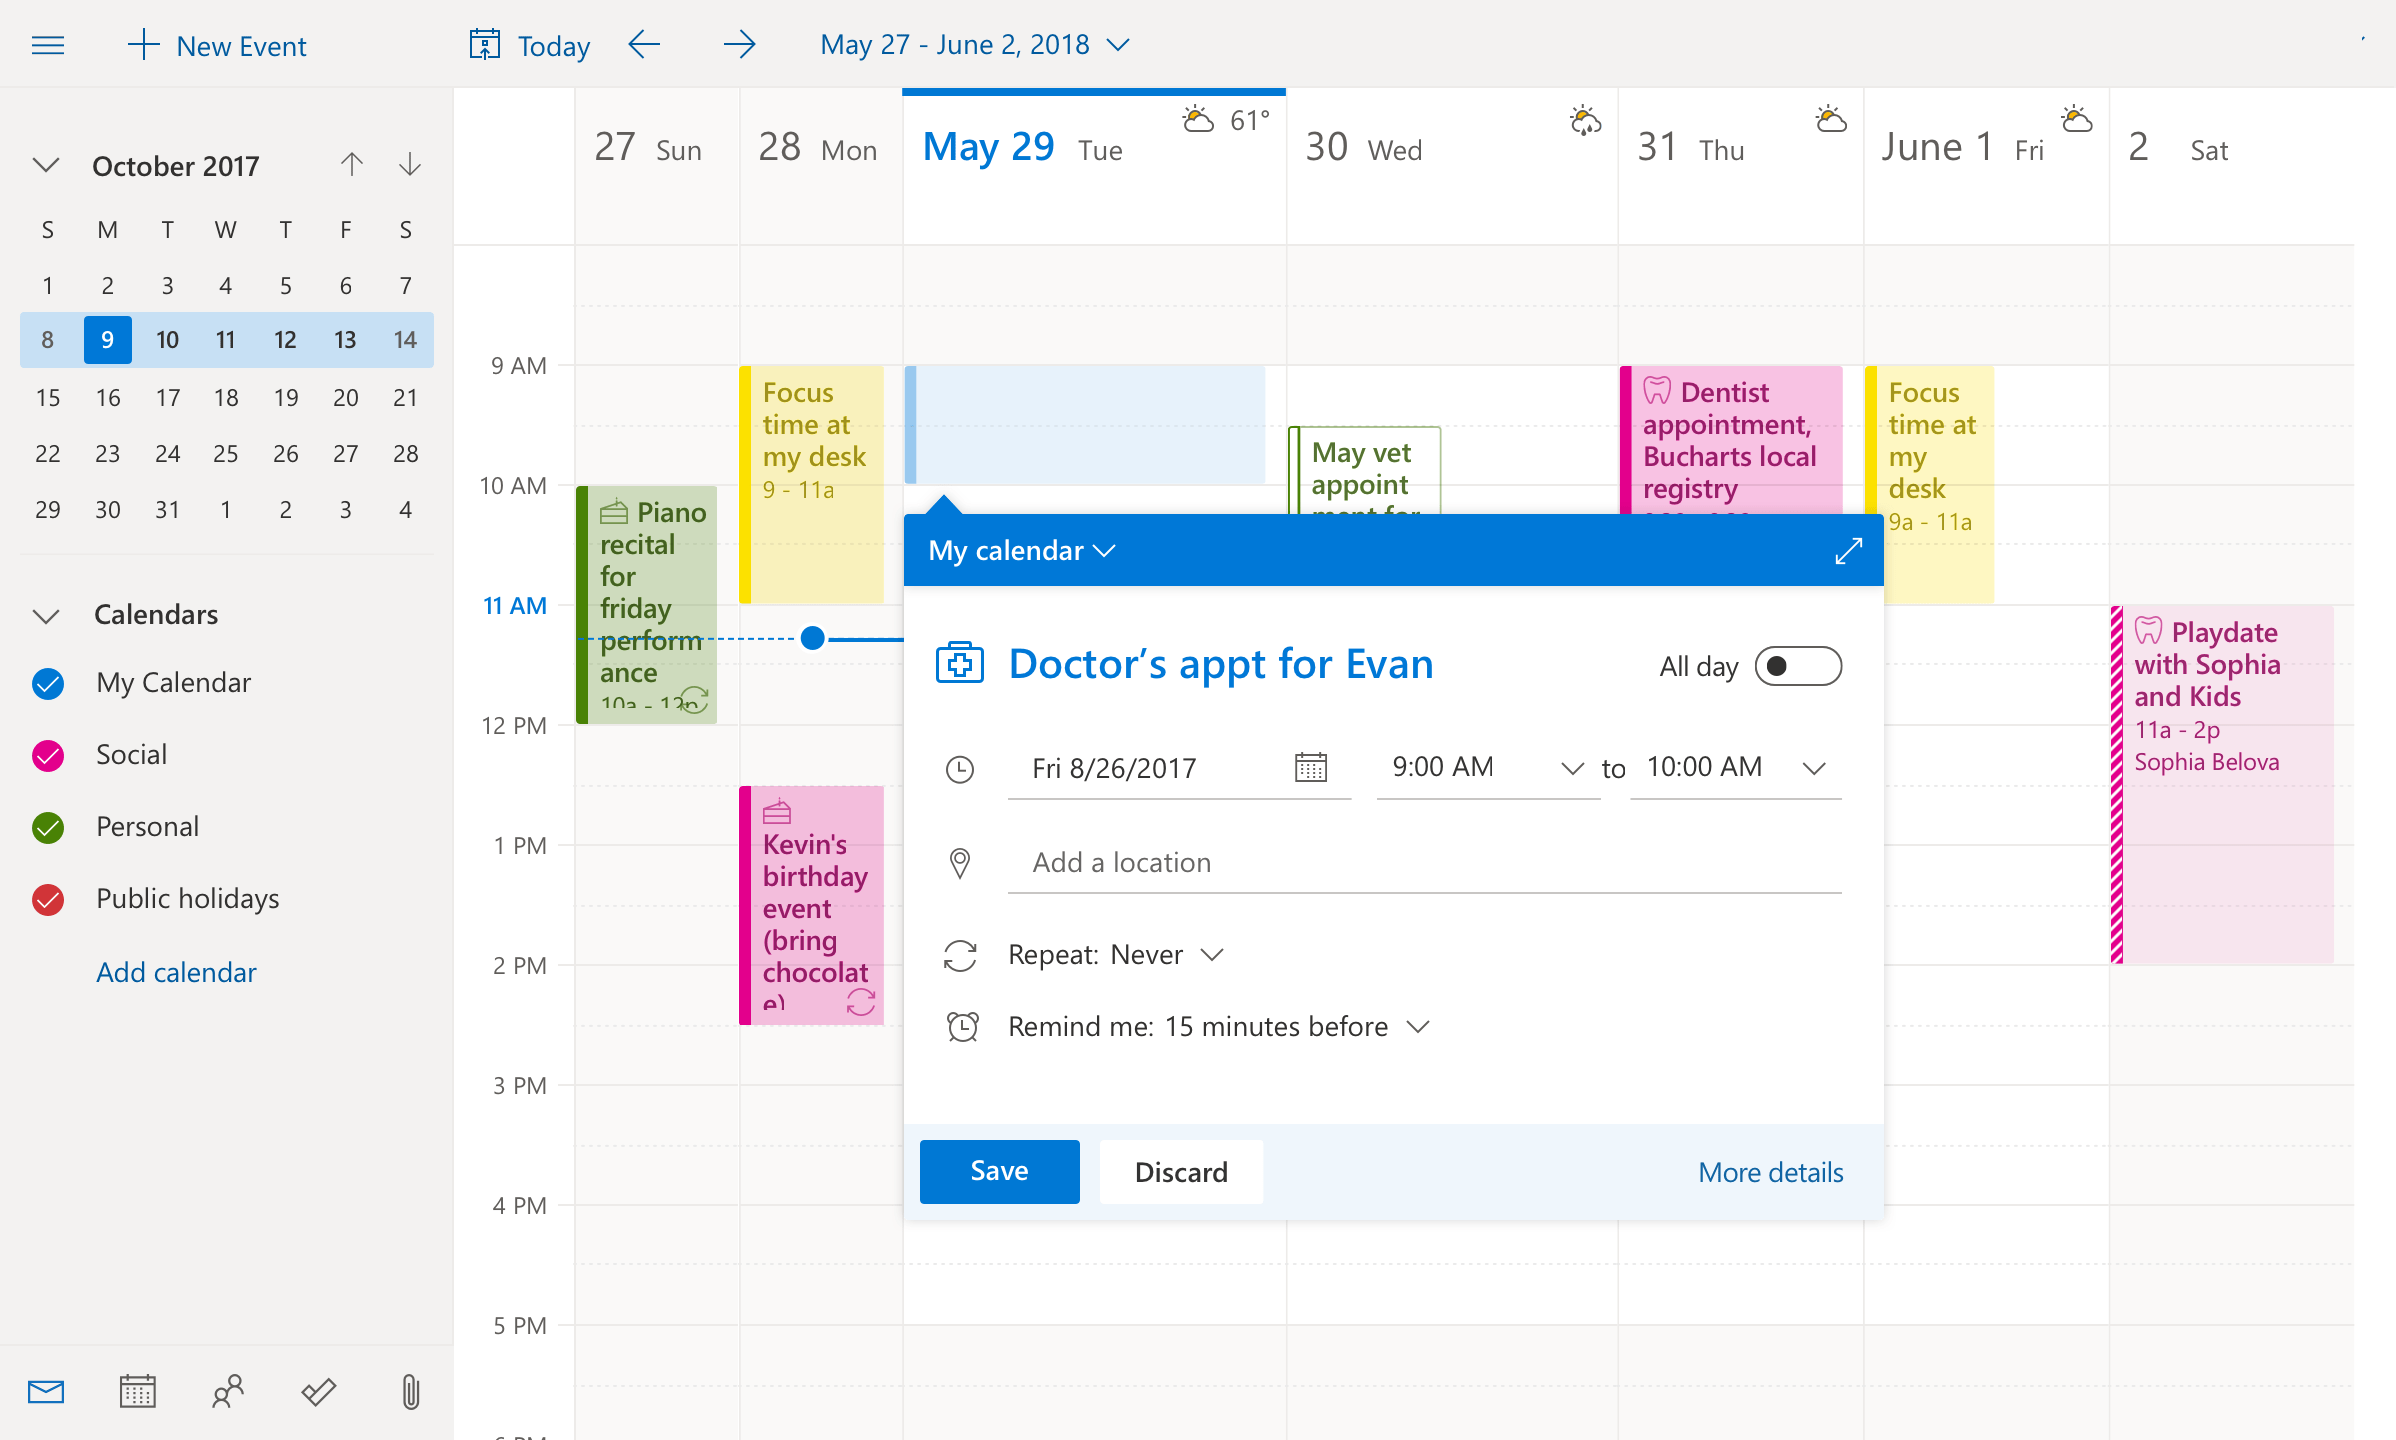 New Event
Today
May 27 - June 2, 2018
October 2017
S M T W T F S
1 2 3 4 5 6 7
8 9 10 11 12 13 14
15 16 17 18 19 20 21
22 23 24 25 26 27 28
29 30 31 1 2 3 4
Calendars
My Calendar
Social
Personal
Public holidays
Add calendar
27 Sun
28 Mon
May 29 Tue
61°
30 Wed
31 Thu
June 1 Fri
2 Sat
9 AM
10 AM
11 AM
12 PM
1 PM
2 PM
3 PM
4 PM
5 PM
Piano
recital
for
friday
perform
ance
10a - 12p
Focus
time at
my desk
9 - 11a
Kevin's
birthday
event
(bring
chocolat
e)
May vet
appoint
ment for
Dentist
appointment,
Bucharts local
registry
Focus
time at
my
desk
9a - 11a
Playdate
with Sophia
and Kids
11a - 2p
Sophia Belova
My calendar
Doctor’s appt for Evan
All day
Fri 8/26/2017
9:00 AM
to
10:00 AM
Add a location
Repeat: Never
Remind me: 15 minutes before
Save
Discard
More details